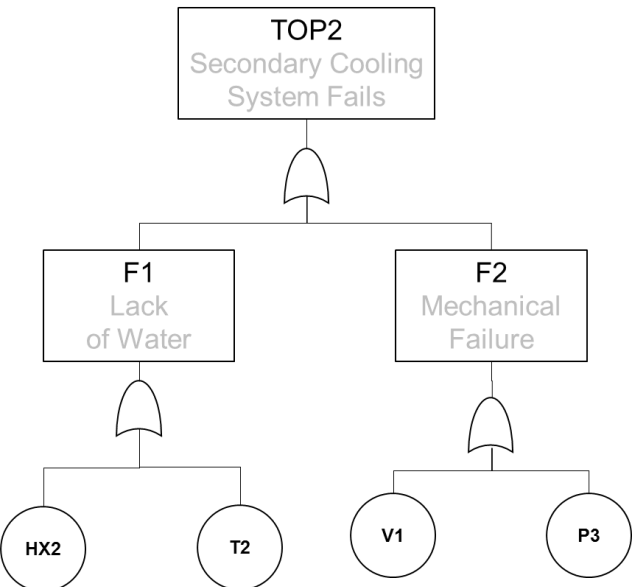 TOP2
Secondary Cooling
System Fails
F1
Lack
of Water
F2
Mechanical
Failure
HX2
T2
V1
P3